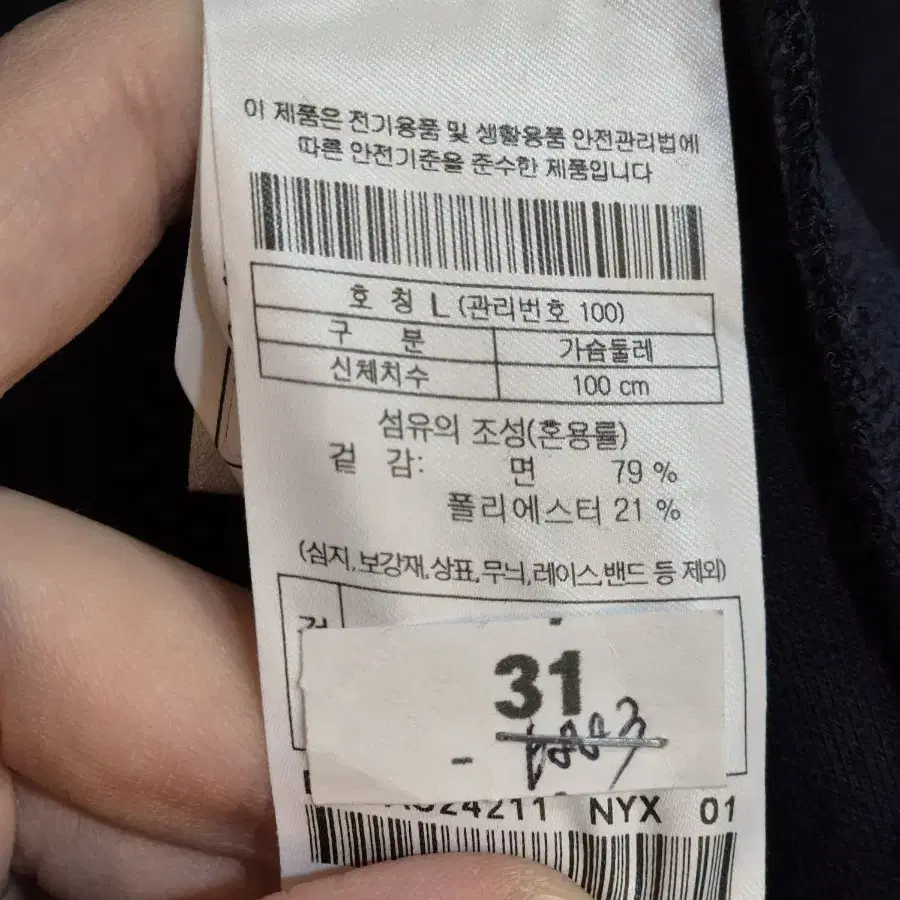 이 제품은 전기용품 및 생활용품 안전관리법에
따른 안전기준을 준수한 제품입니다
호 칭 L (관리번호 100)
구 분 가슴둘레
신체치수 100 cm
섬유의 조성(혼용률)
겉 감: 면 79 %
폴리에스터 21 %
(심지,보강재,상표,무늬,레이스,밴드 등 제외)
31
NYX 01